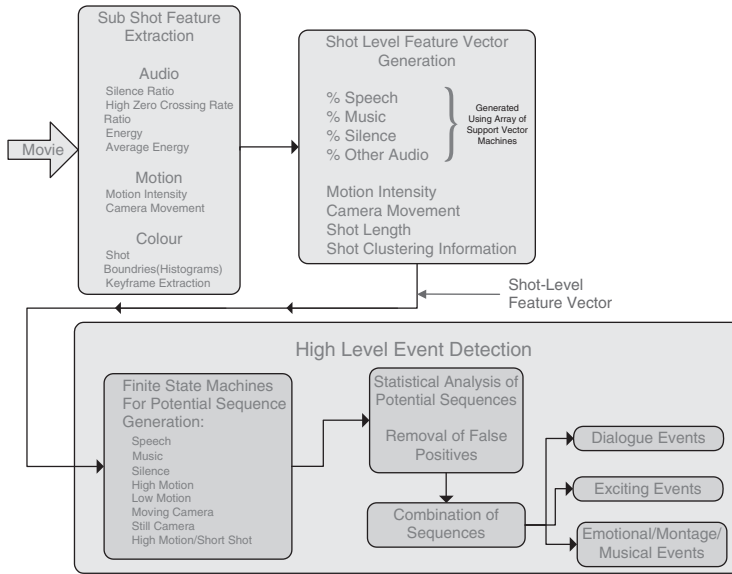 Movie
Sub Shot Feature
Extraction
Audio
Silence Ratio
High Zero Crossing Rate
Ratio
Energy
Average Energy
Motion
Motion Intensity
Camera Movement
Colour
Shot
Boundries(Histograms)
Keyframe Extraction
Shot Level Feature Vector
Generation
% Speech
% Music
% Silence
% Other Audio
Generated
Using Array of
Support Vector
Machines
Motion Intensity
Camera Movement
Shot Length
Shot Clustering Information
Shot-Level
Feature Vector
High Level Event Detection
Finite State Machines
For Potential Sequence
Generation:
Speech
Music
Silence
High Motion
Low Motion
Moving Camera
Still Camera
High Motion/Short Shot
Statistical Analysis of
Potential Sequences
Removal of False
Positives
Combination of
Sequences
Dialogue Events
Exciting Events
Emotional/Montage/
Musical Events